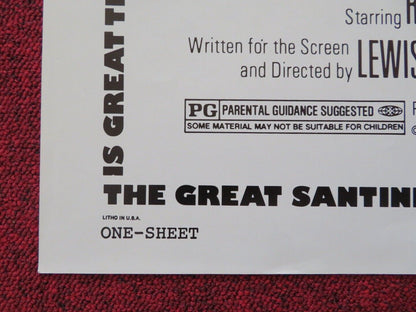 Starring
Written for the Screen
and Directed by LEWIS
PG PARENTAL GUIDANCE SUGGESTED
SOME MATERIAL MAY NOT BE SUITABLE FOR CHILDREN
IS GREAT
THE GREAT SANTINI
LITHO IN U.S.A.
ONE-SHEET